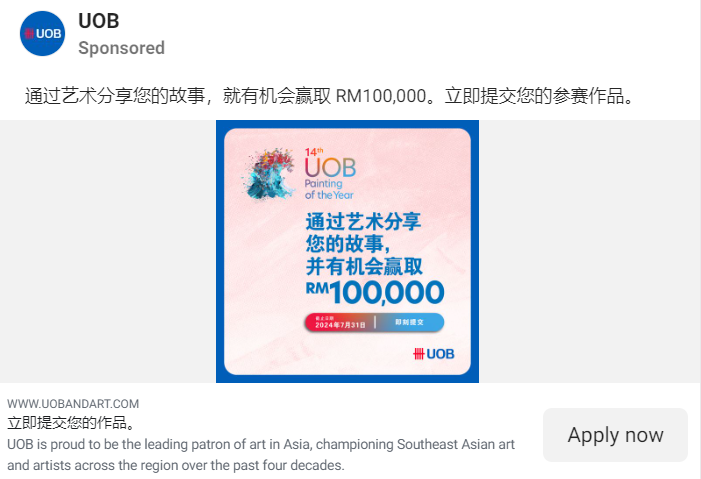 UOB
UOB
Sponsored
通过艺术分享您的故事，就有机会赢取 RM100,000。立即提交您的参赛作品。
14th
UOB
Painting
of the Year
通过艺术分享
您的故事，
并有机会赢取
RM100,000
截止日期
2024年7月31日
即刻提交
UOB
WWW.UOBANDART.COM
立即提交您的作品。
UOB is proud to be the leading patron of art in Asia, championing Southeast Asian art
and artists across the region over the past four decades.
Apply now